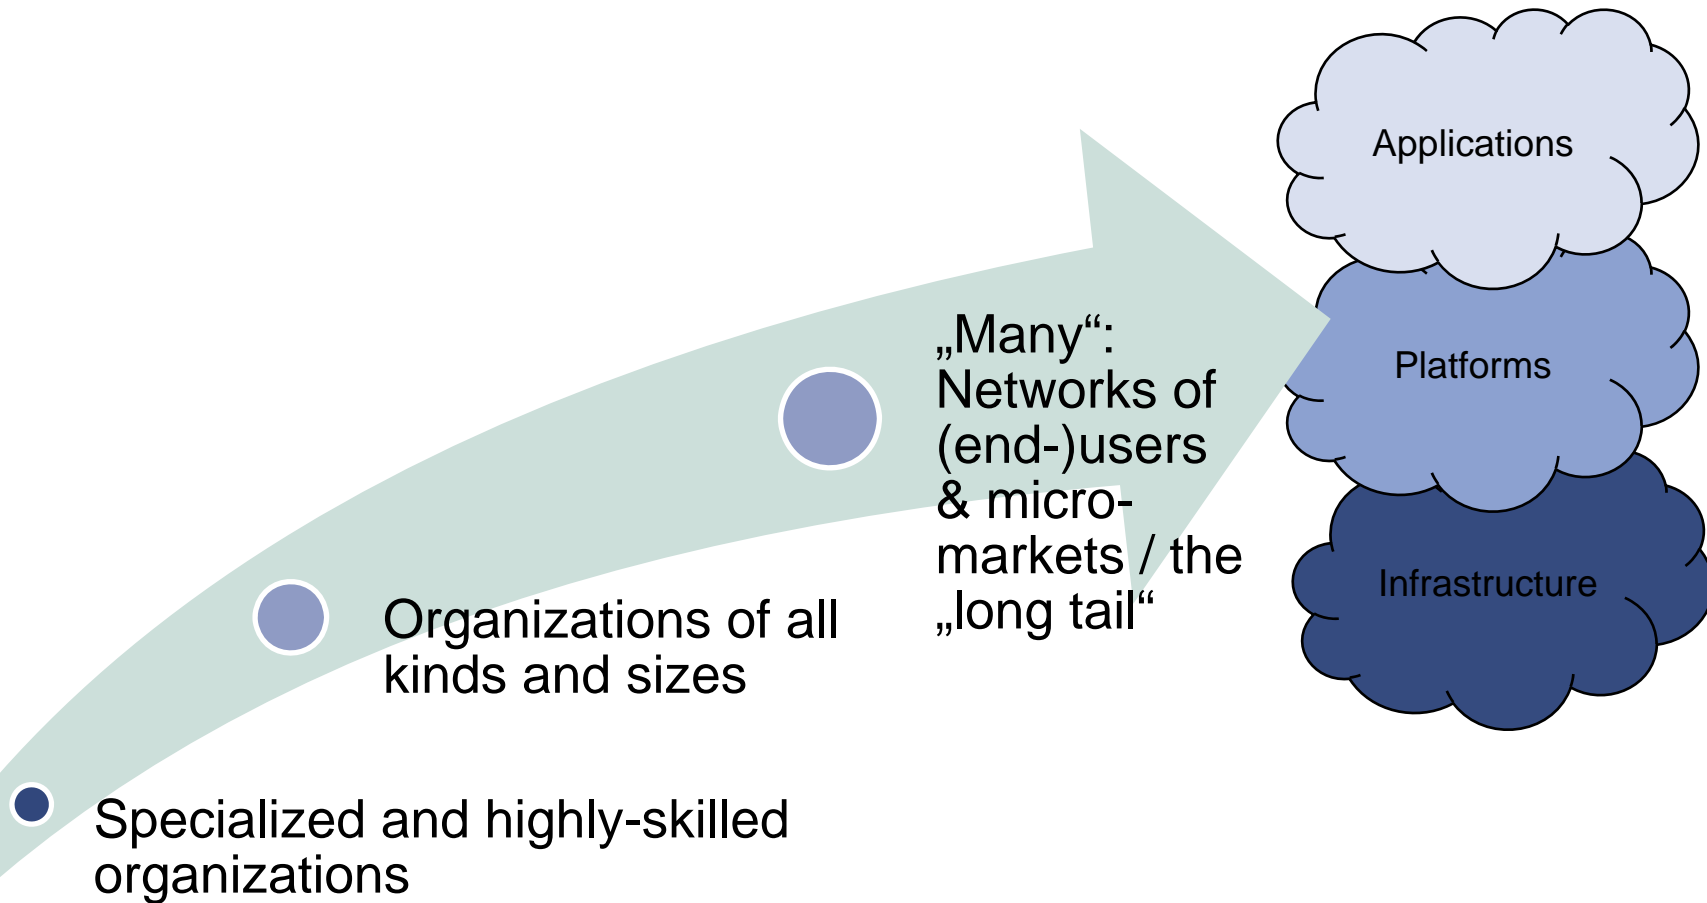 Applications
Platforms
Infrastructure
„Many“:
Networks of
(end-)users
& micro-
markets / the
„long tail“
Organizations of all
kinds and sizes
Specialized and highly-skilled
organizations